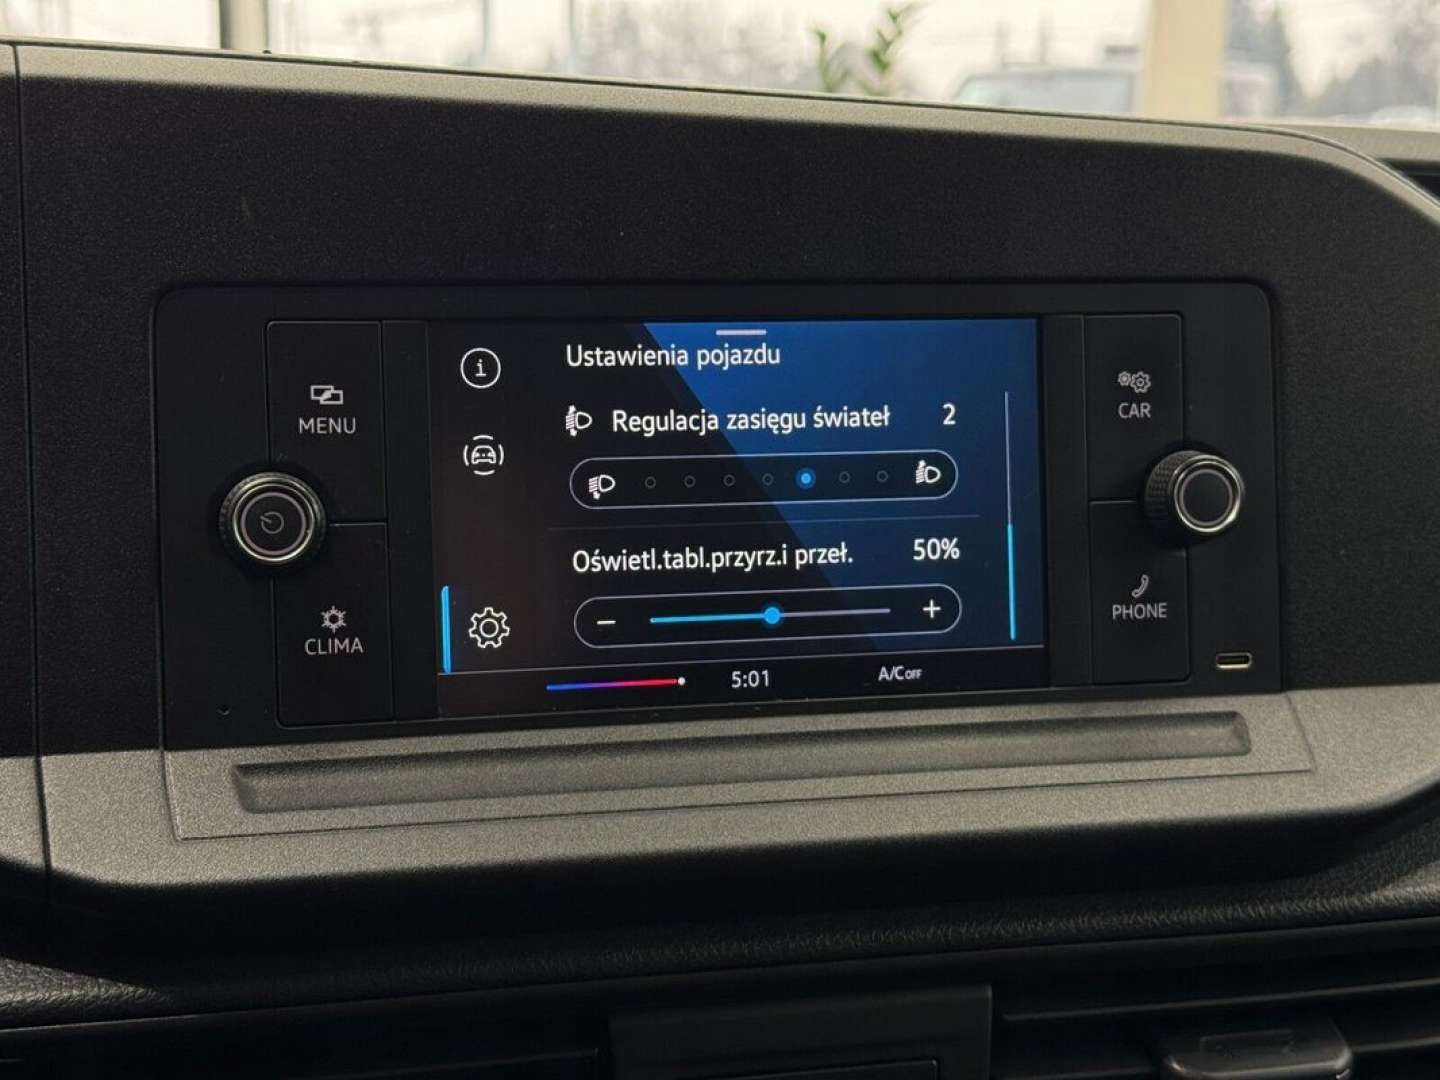 Ustawienia pojazdu
Regulacja zasięgu świateł 2
Oświetl.tabl.przyrz.i przeł. 50%
− +
5:01 A/C OFF
MENU
CLIMA
CAR
PHONE